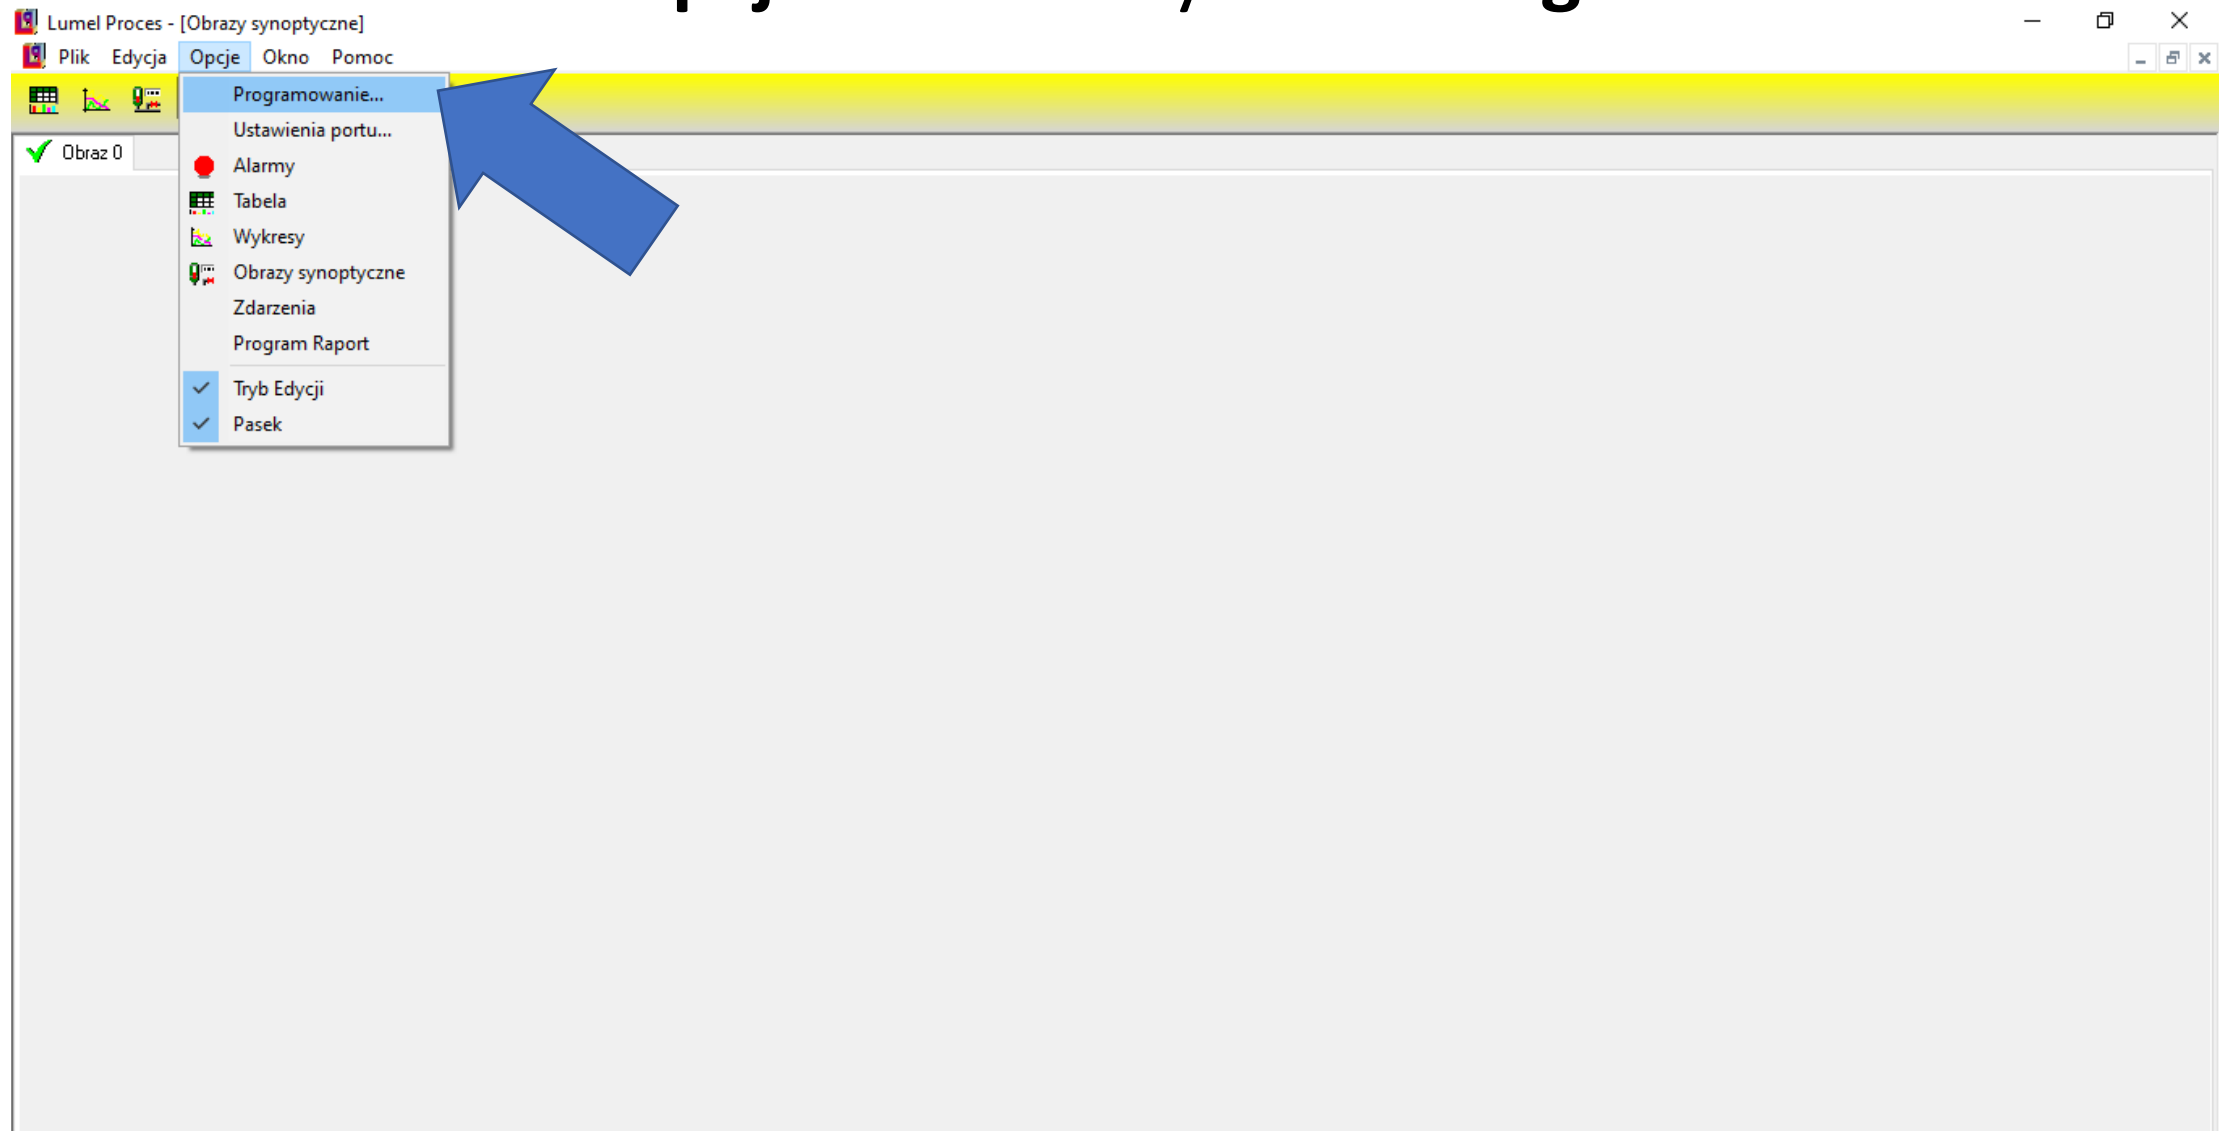 Lumel Proces - [Obrazy synoptyczne]
Plik Edycja Opcje Okno Pomoc
Programowanie...
Ustawienia portu...
Obraz 0
Alarmy
Tabela
Wykresy
Obrazy synoptyczne
Zdarzenia
Program Raport
Tryb Edycji
Pasek